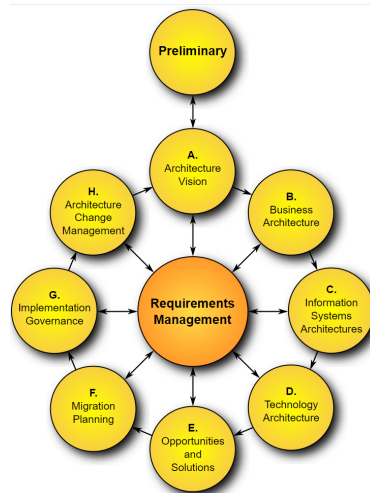 Preliminary
A.
Architecture
Vision
B.
Business
Architecture
C.
Information
Systems
Architectures
D.
Technology
Architecture
E.
Opportunities
and
Solutions
F.
Migration
Planning
G.
Implementation
Governance
H.
Architecture
Change
Management
Requirements
Management